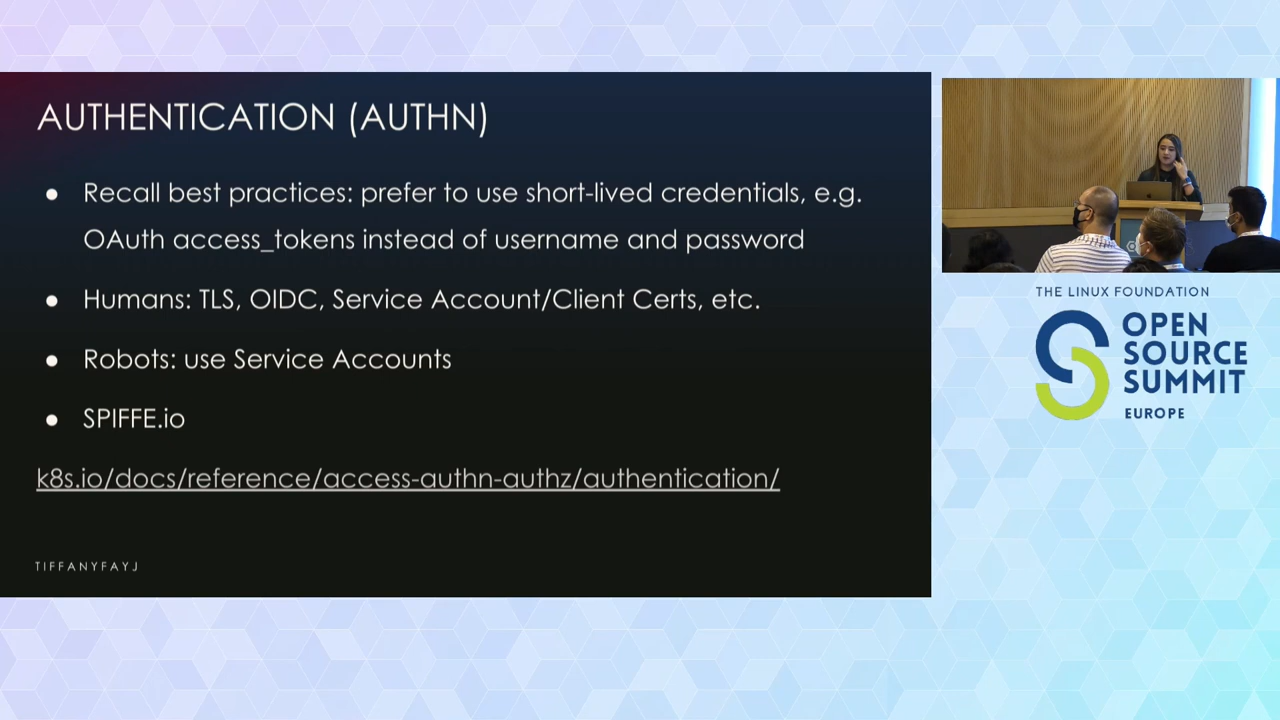 AUTHENTICATION (AUTHN)
● Recall best practices: prefer to use short-lived credentials, e.g.
OAuth access_tokens instead of username and password
● Humans: TLS, OIDC, Service Account/Client Certs, etc.
● Robots: use Service Accounts
● SPIFFE.io
k8s.io/docs/reference/access-authn-authz/authentication/
TIFFANYFAYJ
THE LINUX FOUNDATION
OPEN
SOURCE
SUMMIT
EUROPE